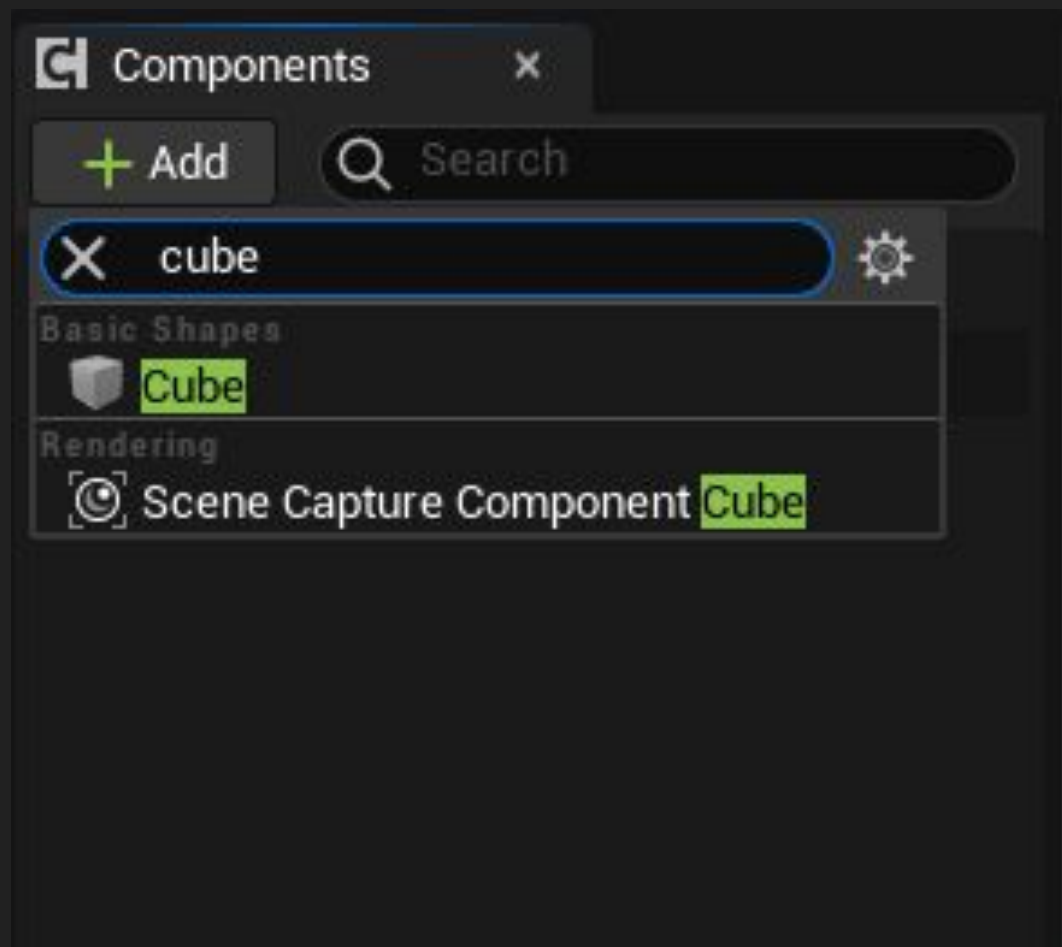 Components
Add
Search
cube
Basic Shapes
Cube
Rendering
Scene Capture Component Cube